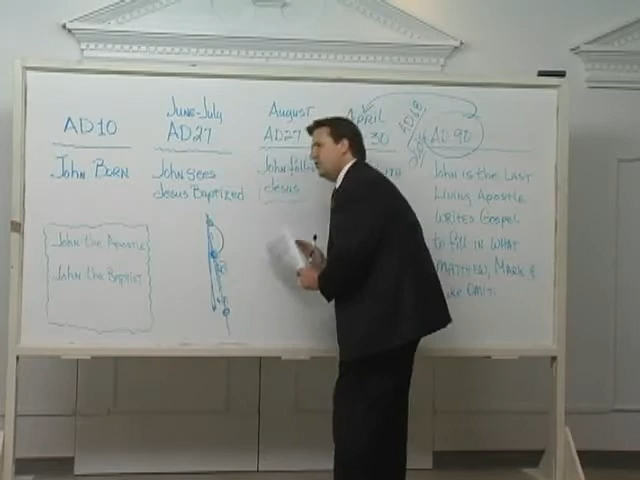 AD10
John Born
June-July
AD27
John sees
Jesus Baptized
August
AD27
John
Jesus
April
30
AD68
AD 90
John is the Last
Living Apostle
Writes Gospel
to fill in what
Matthew, Mark &
Omit.
John the Apostle
John the Baptist